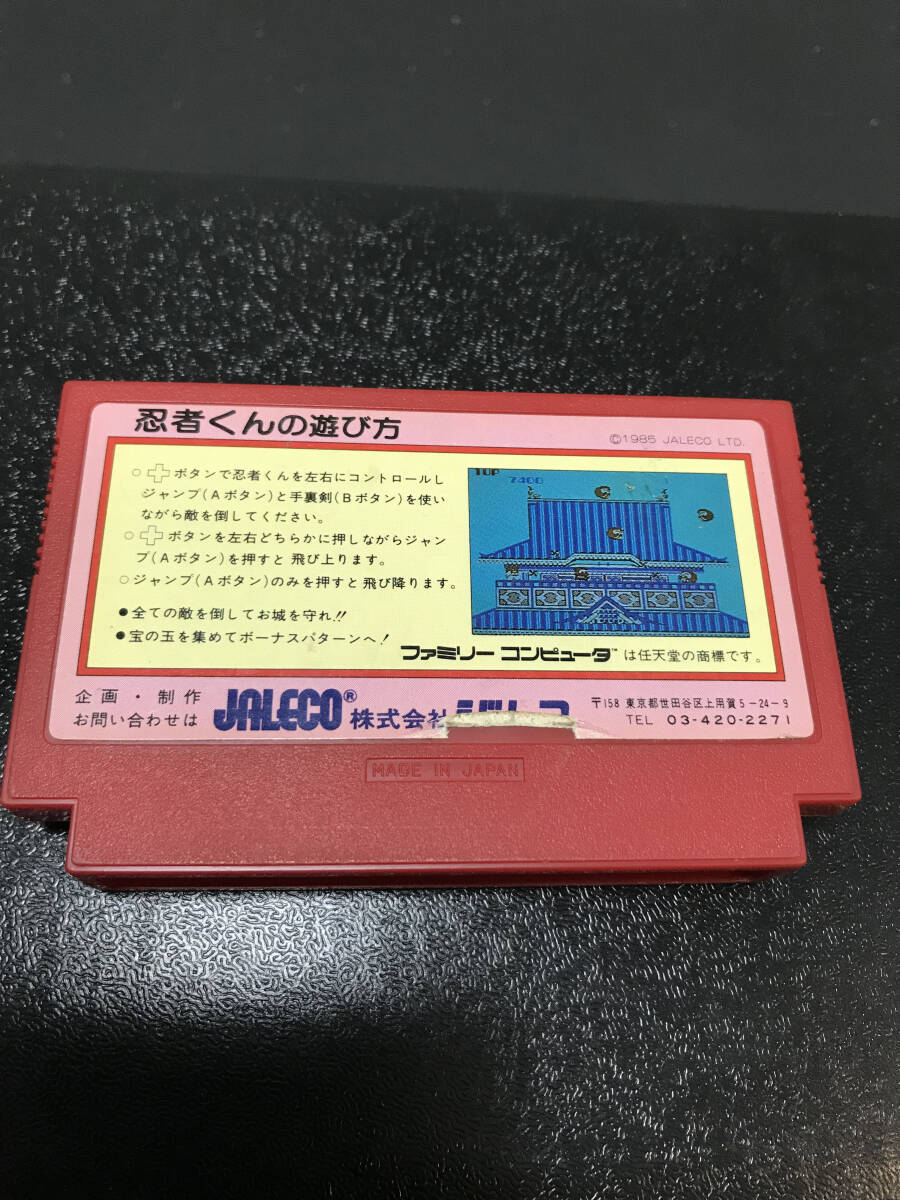 忍者くんの遊び方
©1985 JALECO LTD.
○ボタンで忍者くんを左右にコントロールし
ジャンプ(Aボタン)と手裏剣(Bボタン)を使い
ながら敵を倒してください。
○ボタンを左右どちらかに押しながらジャン
プ(Aボタン)を押すと 飛び上ります。
○ジャンプ(Aボタン)のみを押すと 飛び降ります。
●全ての敵を倒してお城を守れ!!
●宝の玉を集めてボーナスパターンへ!
1UP
7400
ファミリー コンピュータ™ は任天堂の商標です。
企画・制作
お問い合わせは
JALECO® 株式会社
〒158 東京都世田谷区上用賀5-24-9
TEL 03-420-2271
MADE IN JAPAN